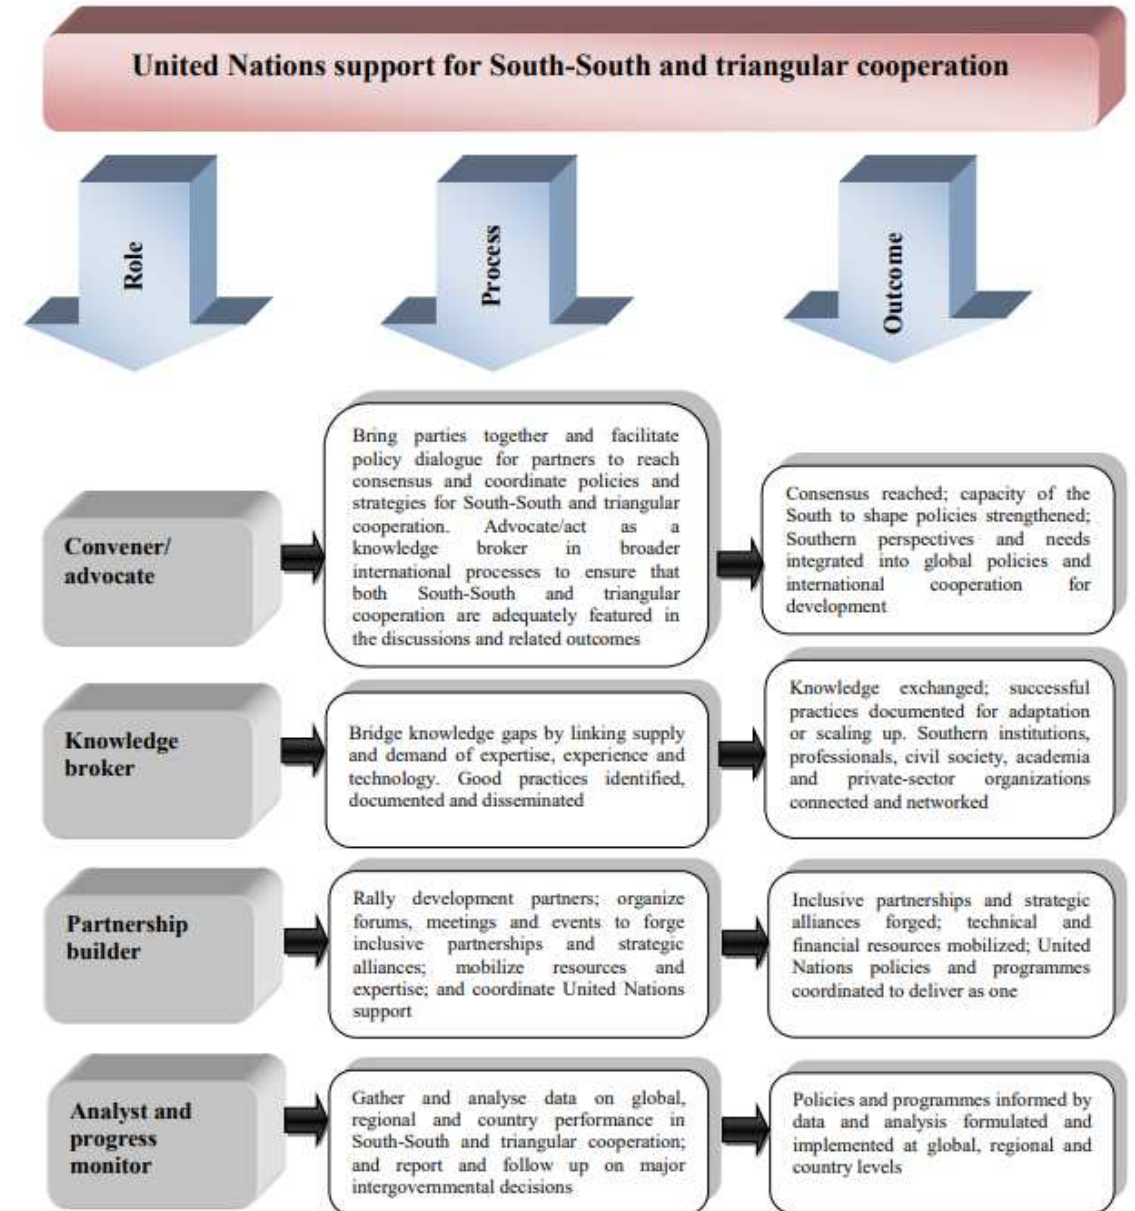 United Nations support for South-South and triangular cooperation
Role
Process
Outcome
Convener/
advocate
Bring parties together and facilitate
policy dialogue for partners to reach
consensus and coordinate policies and
strategies for South-South and triangular
cooperation. Advocate/act as a
knowledge broker in broader
international processes to ensure that
both South-South and triangular
cooperation are adequately featured in
the discussions and related outcomes
Consensus reached; capacity of the
South to shape policies strengthened;
Southern perspectives and needs
integrated into global policies and
international cooperation for
development
Knowledge
broker
Bridge knowledge gaps by linking supply
and demand of expertise, experience and
technology. Good practices identified,
documented and disseminated
Knowledge exchanged; successful
practices documented for adaptation
or scaling up. Southern institutions,
professionals, civil society, academia
and private-sector organizations
connected and networked
Partnership
builder
Rally development partners; organize
forums, meetings and events to forge
inclusive partnerships and strategic
alliances; mobilize resources and
expertise; and coordinate United Nations
support
Inclusive partnerships and strategic
alliances forged; technical and
financial resources mobilized; United
Nations policies and programmes
coordinated to deliver as one
Analyst and
progress
monitor
Gather and analyse data on global,
regional and country performance in
South-South and triangular cooperation;
and report and follow up on major
intergovernmental decisions
Policies and programmes informed by
data and analysis formulated and
implemented at global, regional and
country levels